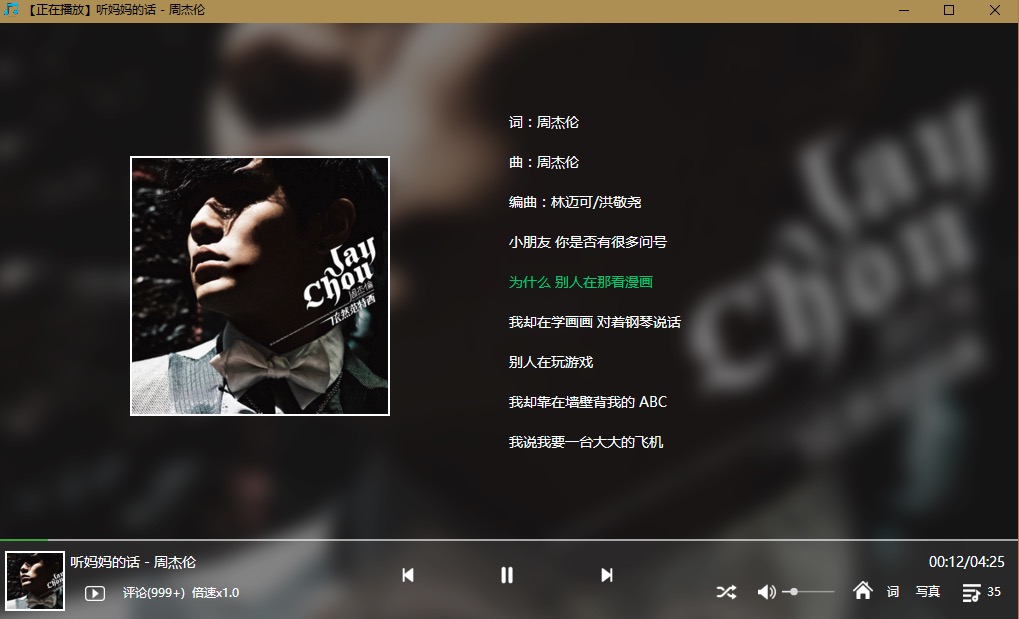 【正在播放】听妈妈的话 - 周杰伦
词：周杰伦
曲：周杰伦
编曲：林迈可/洪敬尧
小朋友 你是否有很多问号
为什么 别人在那看漫画
我却在学画画 对着钢琴说话
别人在玩游戏
我却靠在墙壁背我的 ABC
我说我要一台大大的飞机
Jay
Chou
周杰倫
依然范特西
听妈妈的话 - 周杰伦
00:12/04:25
评论(999+) 倍速x1.0
词 写真 35